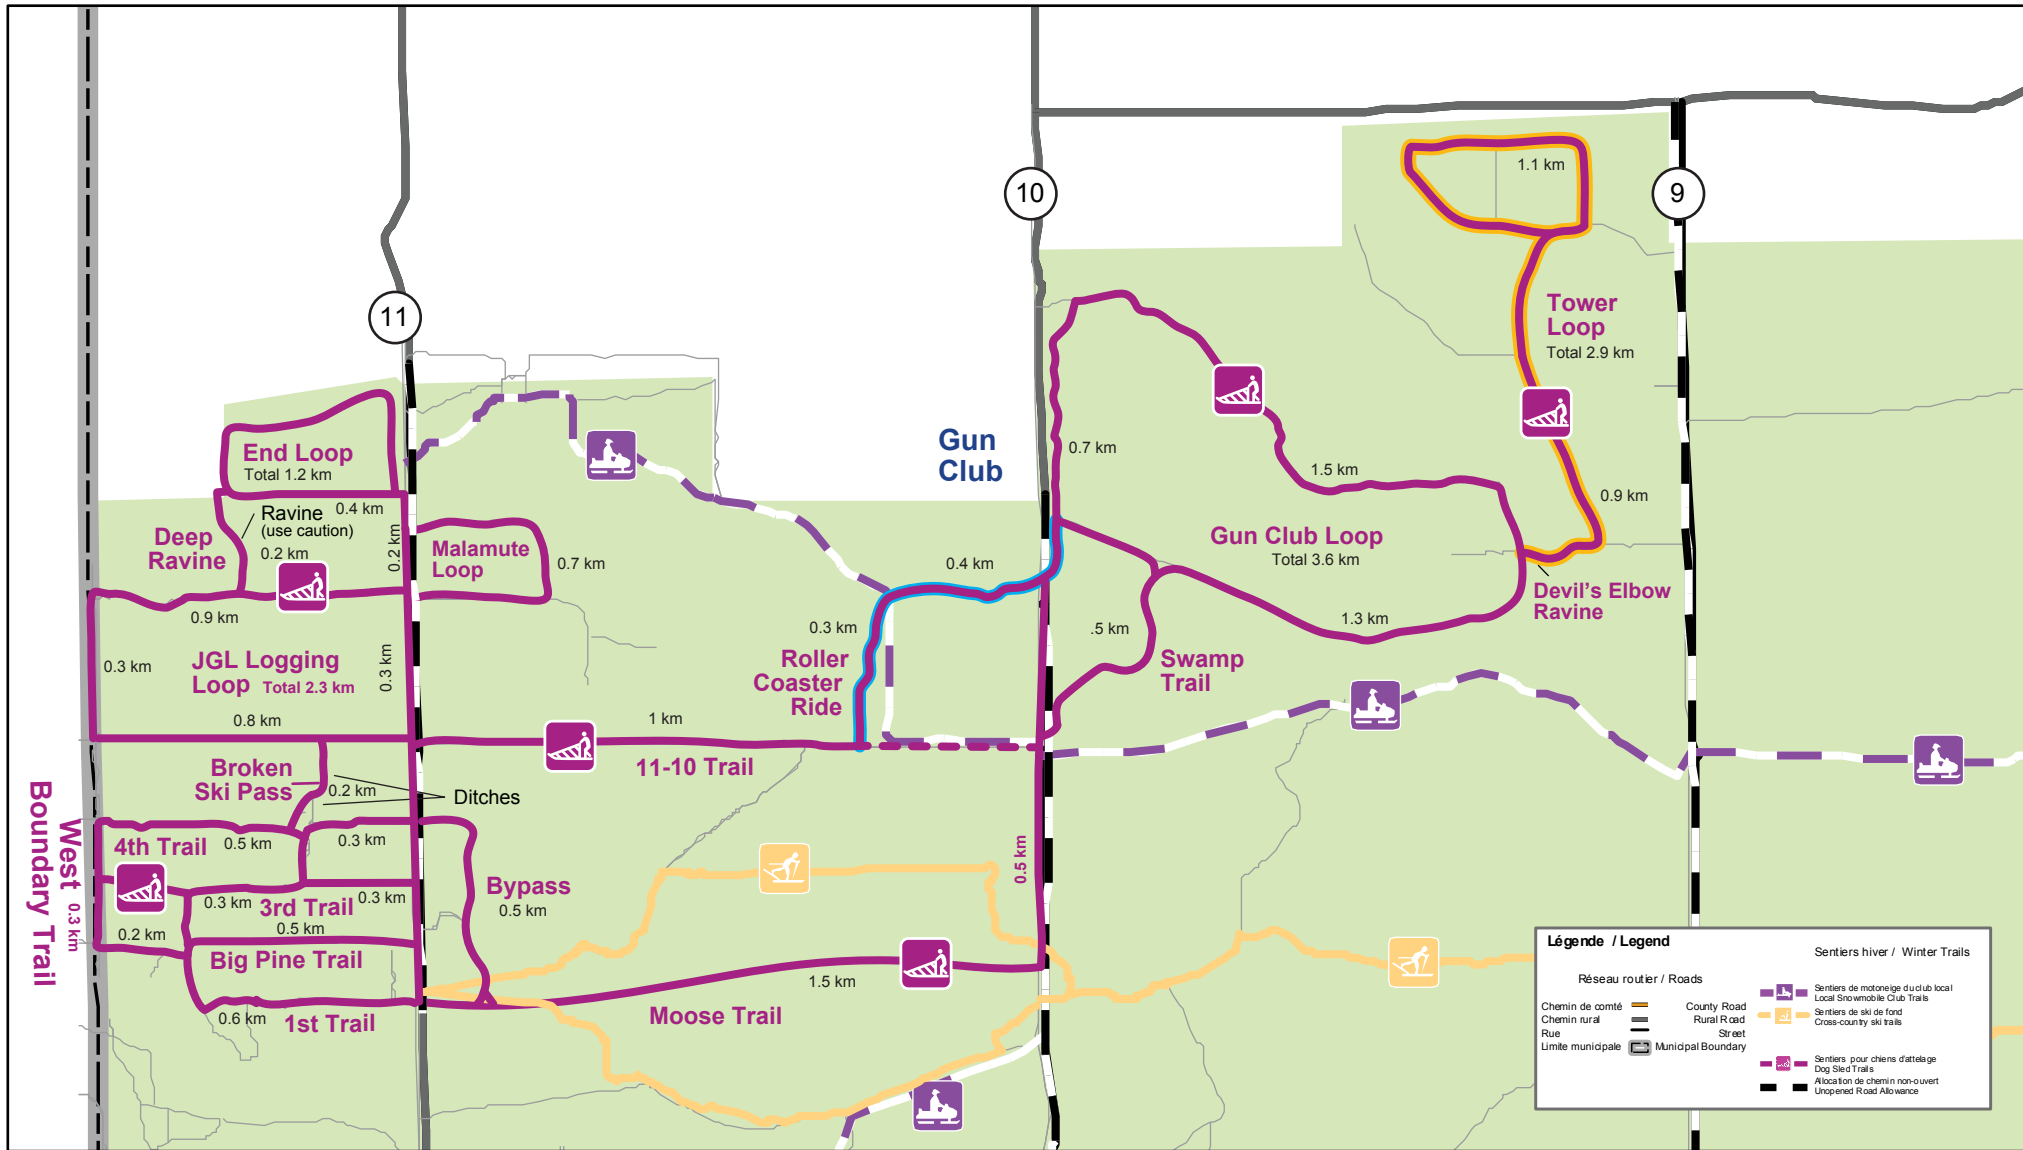 11
10
9
1.1 km
Tower
Loop
Total 2.9 km
0.9 km
Devil's Elbow
Ravine
Gun
Club
0.7 km
1.5 km
Gun Club Loop
Total 3.6 km
1.3 km
.5 km
Swamp
Trail
0.4 km
0.3 km
Roller
Coaster
Ride
End Loop
Total 1.2 km
0.4 km
Ravine
(use caution)
Deep
Ravine
0.2 km
0.2 km
Malamute
Loop
0.7 km
0.9 km
0.3 km
JGL Logging
Loop Total 2.3 km
0.3 km
0.8 km
1 km
11-10 Trail
Broken
Ski Pass
0.2 km
Ditches
4th Trail
0.5 km
0.3 km
0.3 km
3rd Trail
0.3 km
0.2 km
0.5 km
Big Pine Trail
0.6 km
1st Trail
Bypass
0.5 km
Moose Trail
1.5 km
0.5 km
West 0.3 km
Boundary Trail
Légende / Legend
Réseau routier / Roads
Chemin de comté County Road
Chemin rural Rural Road
Rue Street
Limite municipale Municipal Boundary
Sentiers hiver / Winter Trails
Sentiers de motoneige du club local
Local Snowmobile Club Trails
Sentiers de ski de fond
Cross-country ski trails
Sentiers pour chiens d'attelage
Dog Sled Trails
Allocation de chemin non-ouvert
Unopened Road Allowance